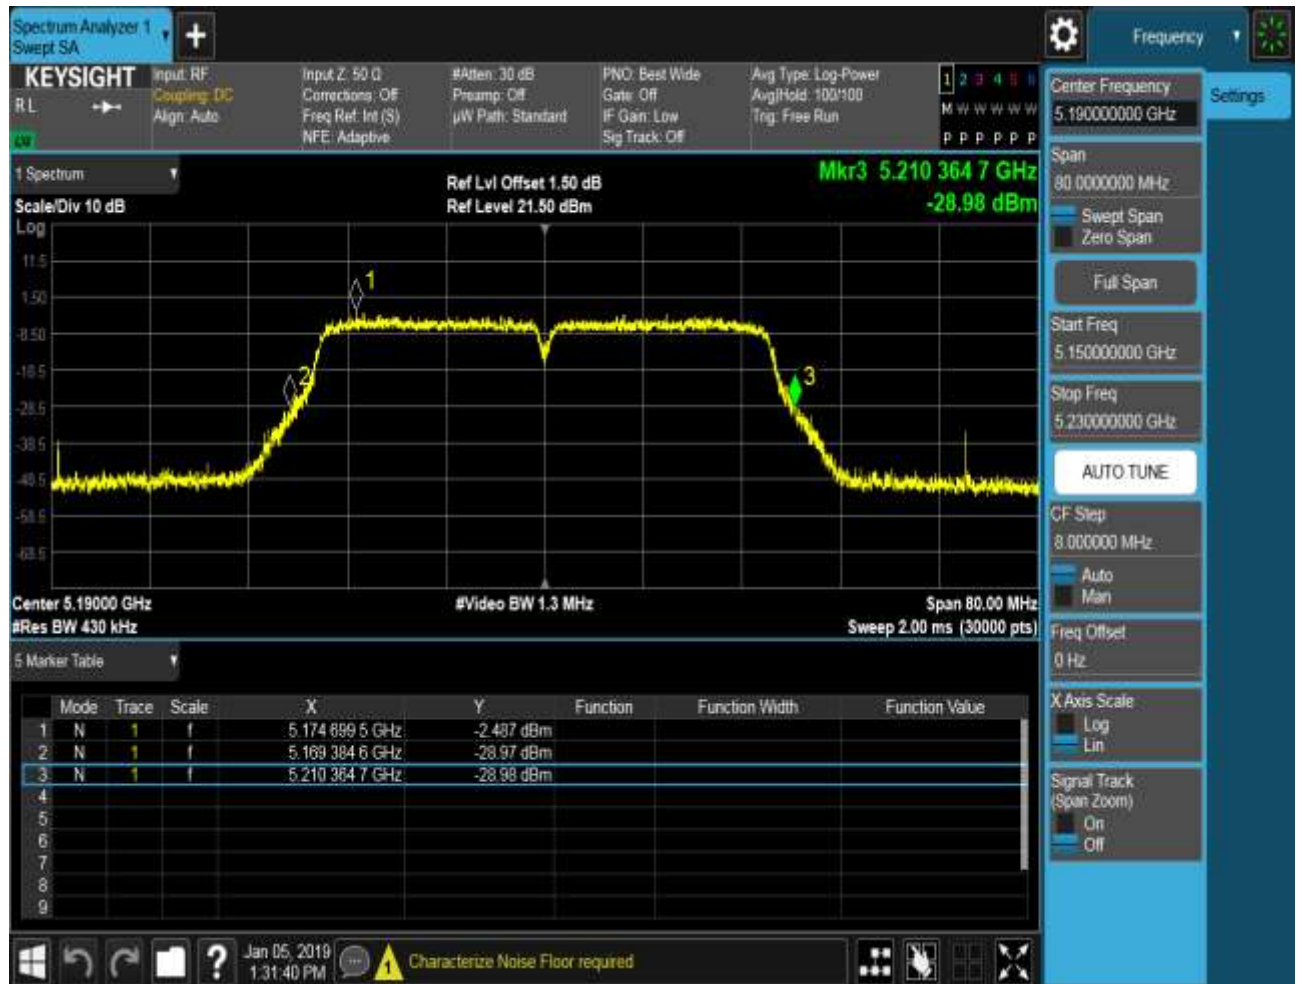 Spectrum Analyzer 1
Swept SA
+
Frequency
KEYSIGHT
RL
Input: RF
Coupling: DC
Align: Auto
Input Z: 50 Ω
Corrections: Off
Freq Ref: Int (S)
NFE: Adaptive
#Atten: 30 dB
Preamp: Off
µW Path: Standard
PNO: Best Wide
Gate: Off
IF Gain: Low
Sig Track: Off
Avg Type: Log-Power
Avg|Hold: 100/100
Trig: Free Run
1 2 3 4 5 6
M W W W W W
P P P P P P
1 Spectrum
Scale/Div 10 dB
Log
Ref Lvl Offset 1.50 dB
Ref Level 21.50 dBm
Mkr3 5.210 364 7 GHz
-28.98 dBm
11.5
1.50
-8.50
-18.5
-28.5
-38.5
-48.5
-58.5
-68.5
1
2
3
Center 5.19000 GHz
#Res BW 430 kHz
#Video BW 1.3 MHz
Span 80.00 MHz
Sweep 2.00 ms (30000 pts)
5 Marker Table
Mode Trace Scale X Y Function Function Width Function Value
1 N 1 f 5.174 699 5 GHz -2.487 dBm
2 N 1 f 5.169 384 6 GHz -28.97 dBm
3 N 1 f 5.210 364 7 GHz -28.98 dBm
4
5
6
7
8
9
Center Frequency
5.190000000 GHz
Settings
Span
80.0000000 MHz
Swept Span
Zero Span
Full Span
Start Freq
5.150000000 GHz
Stop Freq
5.230000000 GHz
AUTO TUNE
CF Step
8.000000 MHz
Auto
Man
Freq Offset
0 Hz
X Axis Scale
Log
Lin
Signal Track
(Span Zoom)
On
Off
?
Jan 05, 2019
1:31:40 PM
1
Characterize Noise Floor required